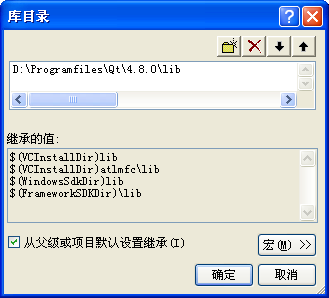 库目录
D:\Programfiles\Qt\4.8.0\lib
继承的值:
$(VCInstallDir)lib
$(VCInstallDir)atlmfc\lib
$(WindowsSdkDir)lib
$(FrameworkSDKDir)\lib
从父级或项目默认设置继承(I)
宏(M) >>
确定
取消